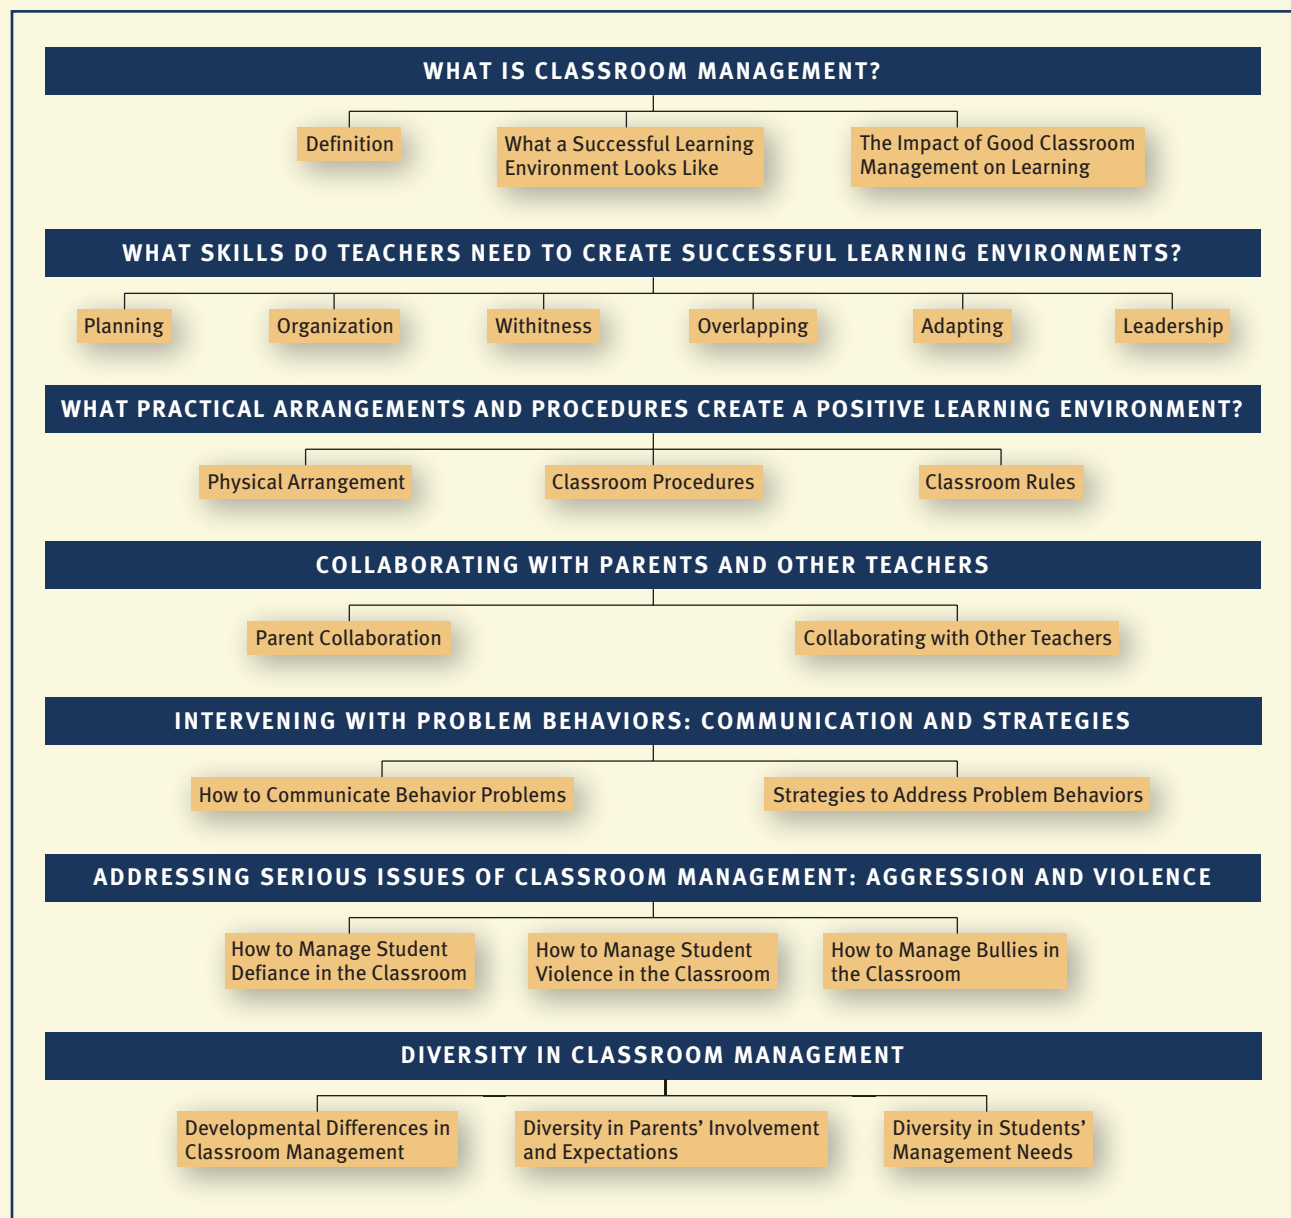 WHAT IS CLASSROOM MANAGEMENT?
Definition
What a Successful Learning
Environment Looks Like
The Impact of Good Classroom
Management on Learning
WHAT SKILLS DO TEACHERS NEED TO CREATE SUCCESSFUL LEARNING ENVIRONMENTS?
Planning
Organization
Withitness
Overlapping
Adapting
Leadership
WHAT PRACTICAL ARRANGEMENTS AND PROCEDURES CREATE A POSITIVE LEARNING ENVIRONMENT?
Physical Arrangement
Classroom Procedures
Classroom Rules
COLLABORATING WITH PARENTS AND OTHER TEACHERS
Parent Collaboration
Collaborating with Other Teachers
INTERVENING WITH PROBLEM BEHAVIORS: COMMUNICATION AND STRATEGIES
How to Communicate Behavior Problems
Strategies to Address Problem Behaviors
ADDRESSING SERIOUS ISSUES OF CLASSROOM MANAGEMENT: AGGRESSION AND VIOLENCE
How to Manage Student
Defiance in the Classroom
How to Manage Student
Violence in the Classroom
How to Manage Bullies in
the Classroom
DIVERSITY IN CLASSROOM MANAGEMENT
Developmental Differences in
Classroom Management
Diversity in Parents’ Involvement
and Expectations
Diversity in Students’
Management Needs